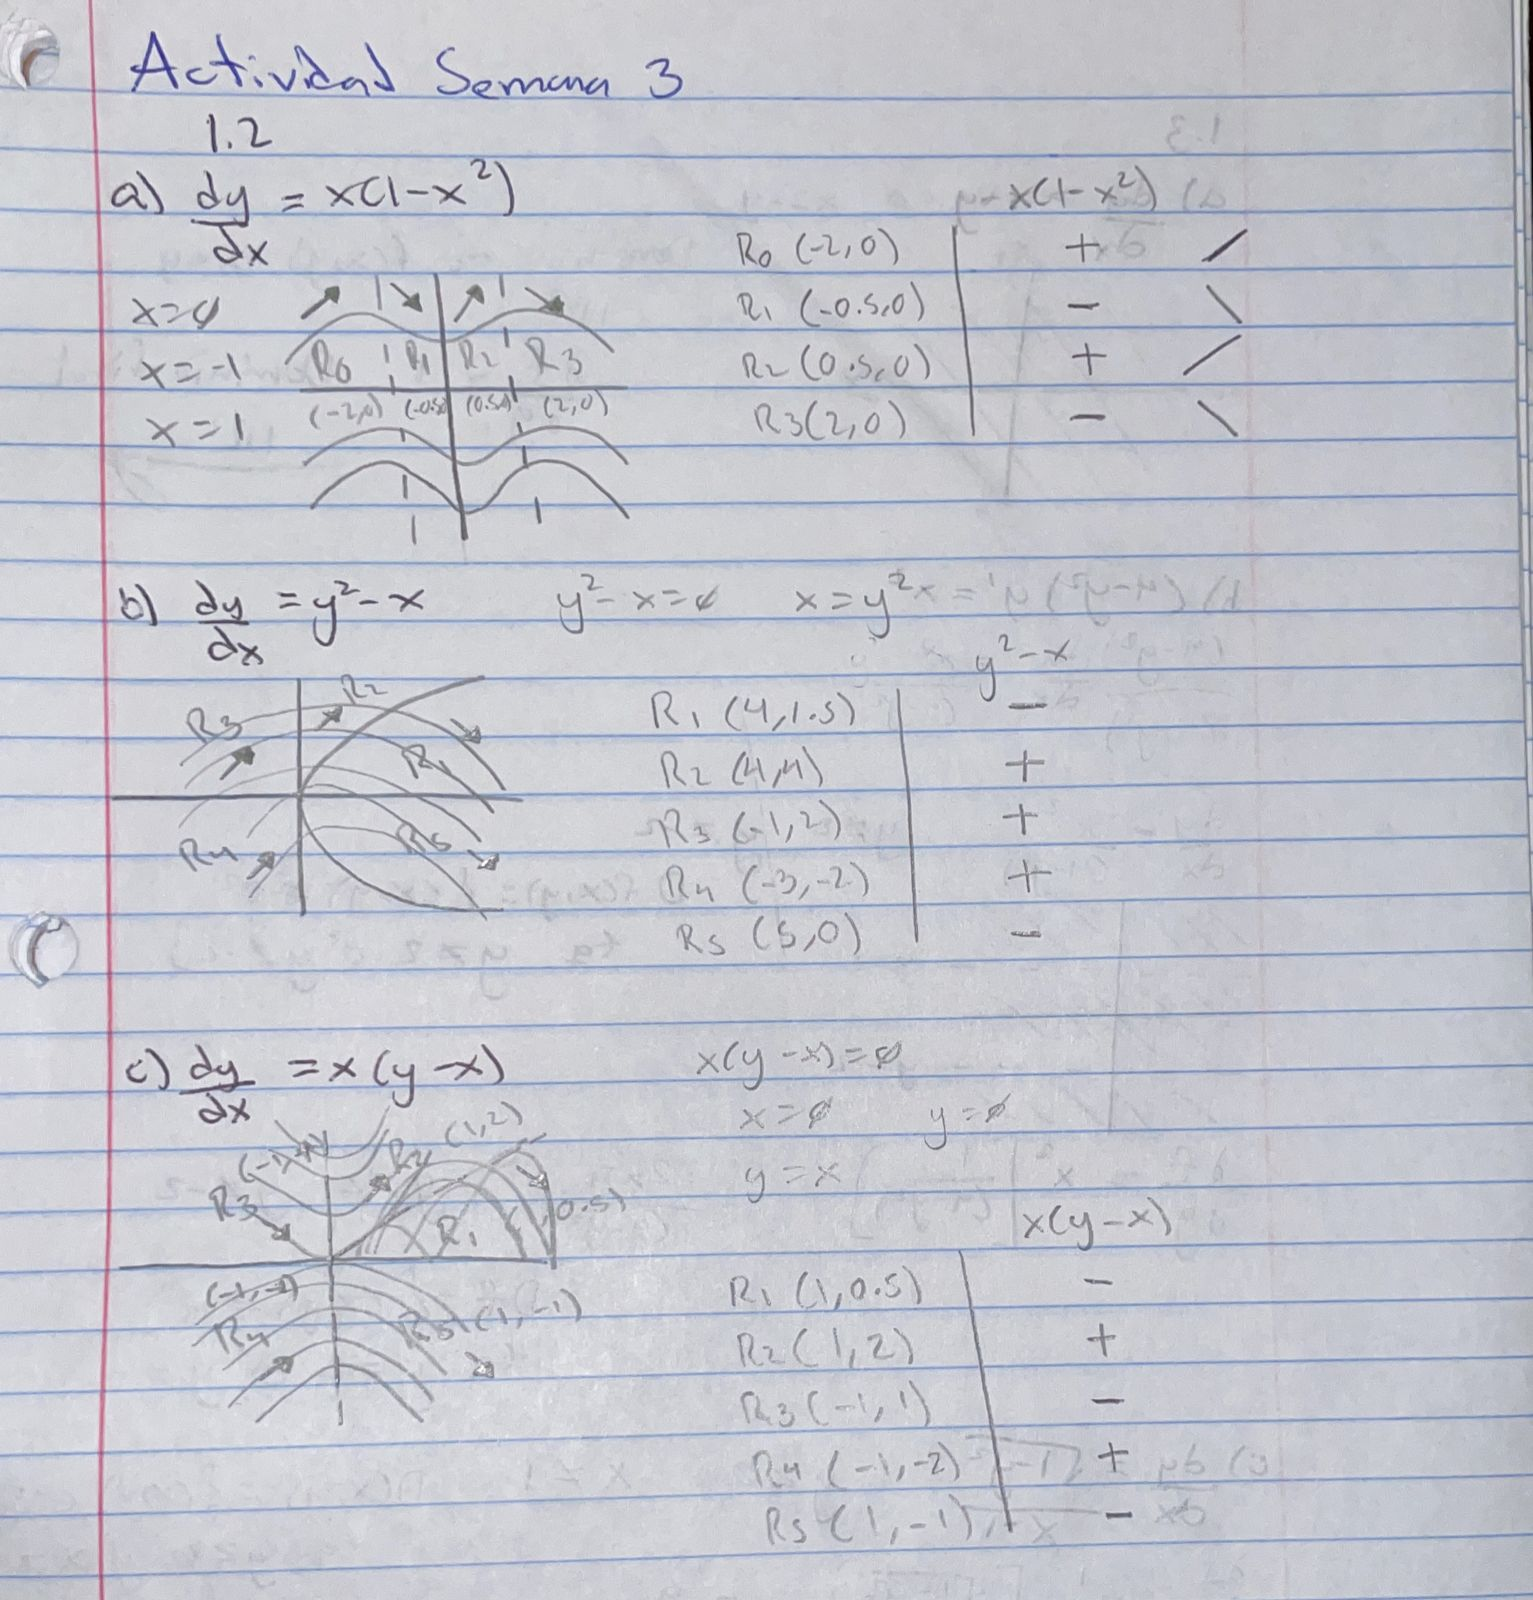 Actividad Semana 3
1.2
a) dy/dx = x(1-x²)
x(1-x²)
R0 (-2,0) + /
R1 (-0.5,0) - \
R2 (0.5,0) + /
R3 (2,0) - \
x=0
x=-1
x=1
R0 R1 R2 R3
(-2,0) (-0.5,0) (0.5,0) (2,0)
b) dy/dx = y²-x y²-x=0 x=y²
y²-x
R1 (4,1.5) -
R2 (4,4) +
R3 (-1,2) +
R4 (-3,-2) +
R5 (5,0) -
R3 R2
R1
R4 R5
c) dy/dx = x(y-x) x(y-x)=0
x=0 y=0
y=x
x(y-x)
R1 (1,0.5) -
R2 (1,2) +
R3 (-1,1) -
R4 (-1,-2) +
R5 (1,-1) -
R2 (1,2)
R3
R1 0.5)
R4
R5 (1,-1)